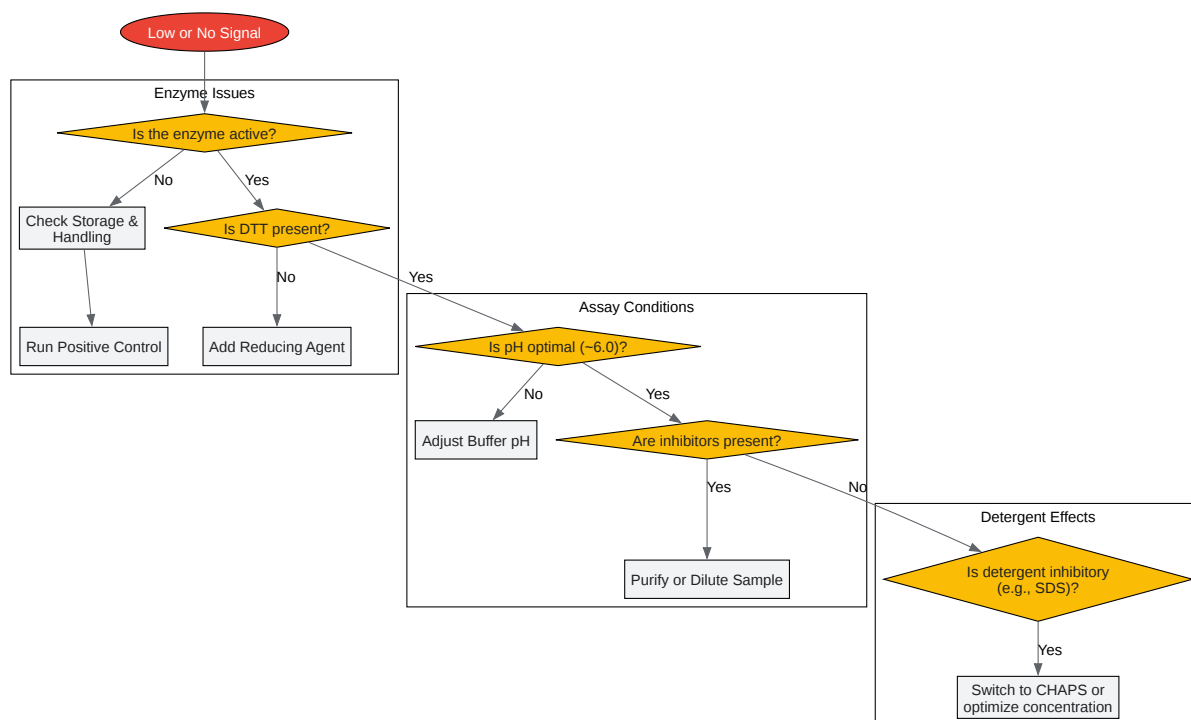 Low or No Signal
Enzyme Issues
Is the enzyme active?
No
Yes
Check Storage &
Handling
Is DTT present?
No
Yes
Run Positive Control
Add Reducing Agent
Assay Conditions
Is pH optimal (~6.0)?
No
Yes
Adjust Buffer pH
Are inhibitors present?
Yes
No
Purify or Dilute Sample
Detergent Effects
Is detergent inhibitory
(e.g., SDS)?
Yes
Switch to CHAPS or
optimize concentration